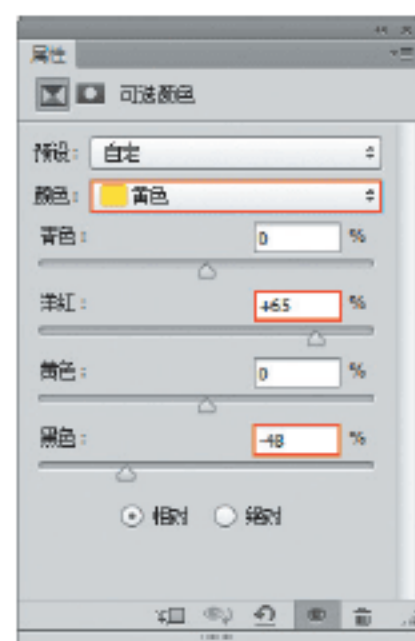 属性
可选颜色
预设： 自定
颜色： 黄色
青色： 0 %
洋红： +65 %
黄色： 0 %
黑色： -48 %
相对 绝对